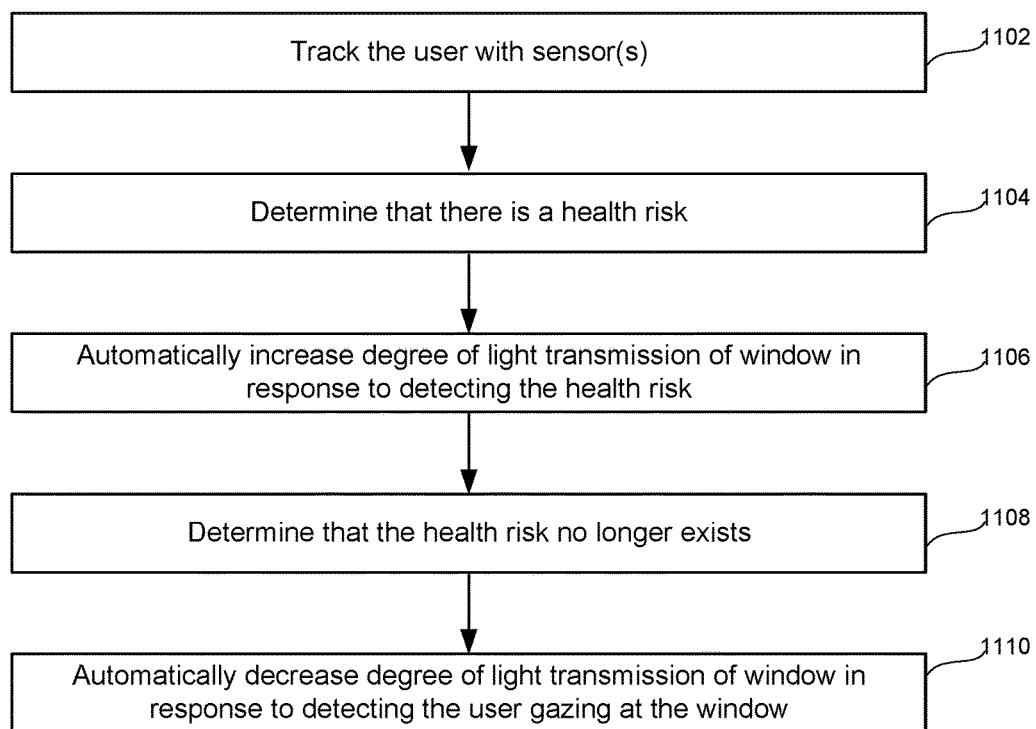 Track the user with sensor(s)
1102
Determine that there is a health risk
1104
Automatically increase degree of light transmission of window in
response to detecting the health risk
1106
Determine that the health risk no longer exists
1108
Automatically decrease degree of light transmission of window in
response to detecting the user gazing at the window
1110